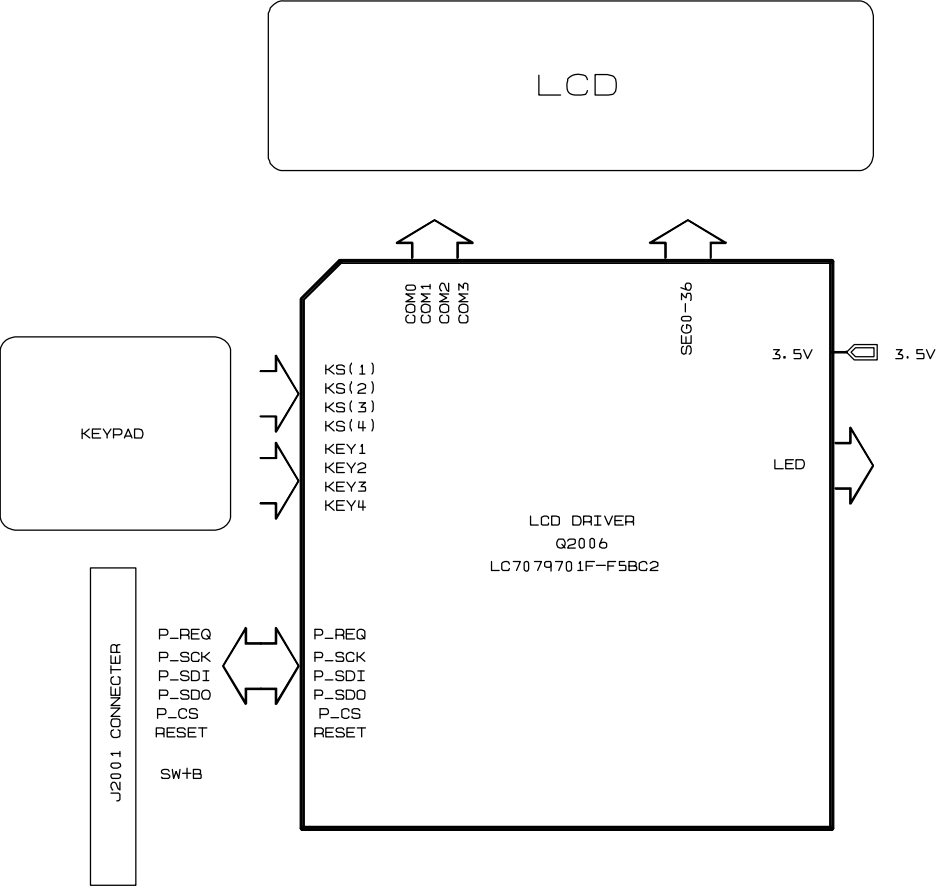 LCD
COM0
COM1
COM2
COM3
SEG0-36
3.5V
3.5V
KS(1)
KS(2)
KS(3)
KS(4)
KEYPAD
KEY1
KEY2
KEY3
KEY4
LED
LCD DRIVER
Q2006
LC7079701F-F5BC2
J2001 CONNECTER
P_REQ
P_SCK
P_SDI
P_SDO
P_CS
RESET
SW+B
P_REQ
P_SCK
P_SDI
P_SDO
P_CS
RESET